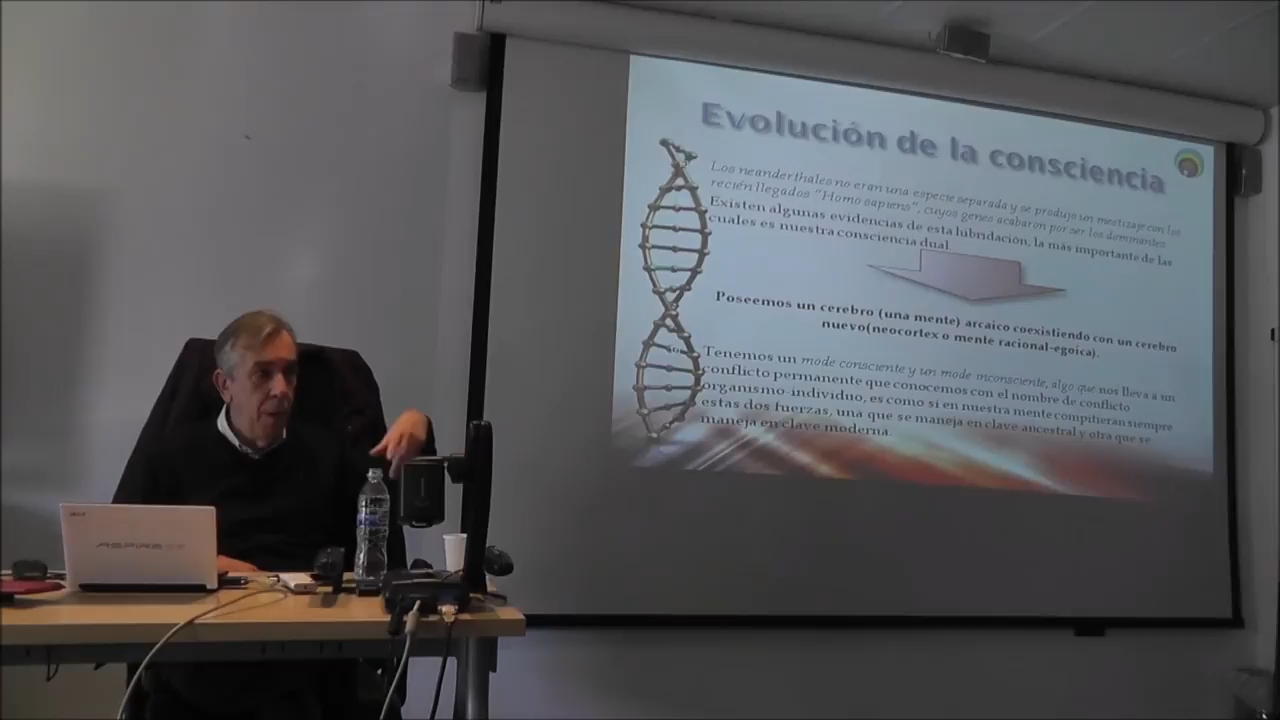 Evolución de la consciencia
Los neanderthales no eran una especie separada y se produjo un mestizaje con los
recién llegados "Homo sapiens", cuyos genes acabaron por ser los dominantes
Existen algunas evidencias de esta hibridación, la más importante de las
cuales es nuestra consciencia dual.
Poseemos un cerebro (una mente) arcaico coexistiendo con un cerebro
nuevo(neocortex o mente racional-egoica).
Tenemos un mode consciente y un mode inconsciente, algo que nos lleva a un
conflicto permanente que conocemos con el nombre de conflicto
organismo-individuo, es como si en nuestra mente compitieran siempre
estas dos fuerzas, una que se maneja en clave ancestral y otra que se
maneja en clave moderna.
acer
ASPIRE